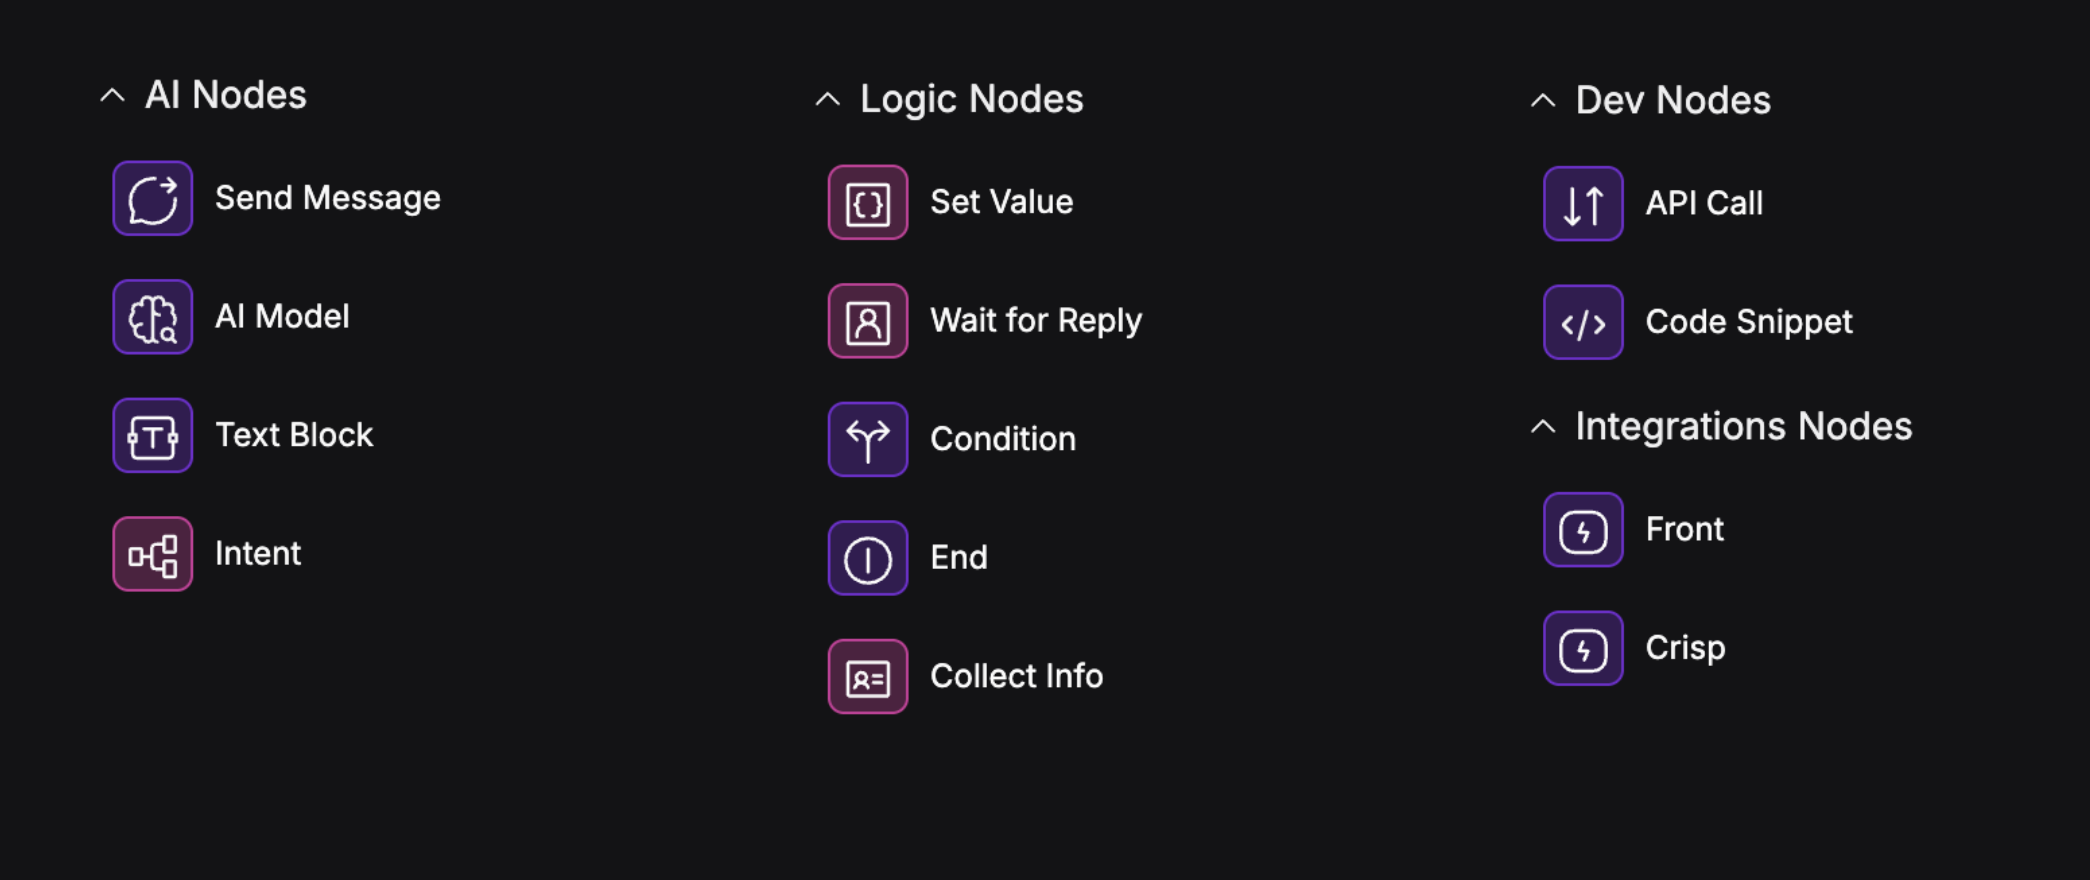 AI Nodes
Send Message
AI Model
Text Block
Intent
Logic Nodes
Set Value
Wait for Reply
Condition
End
Collect Info
Dev Nodes
API Call
Code Snippet
Integrations Nodes
Front
Crisp